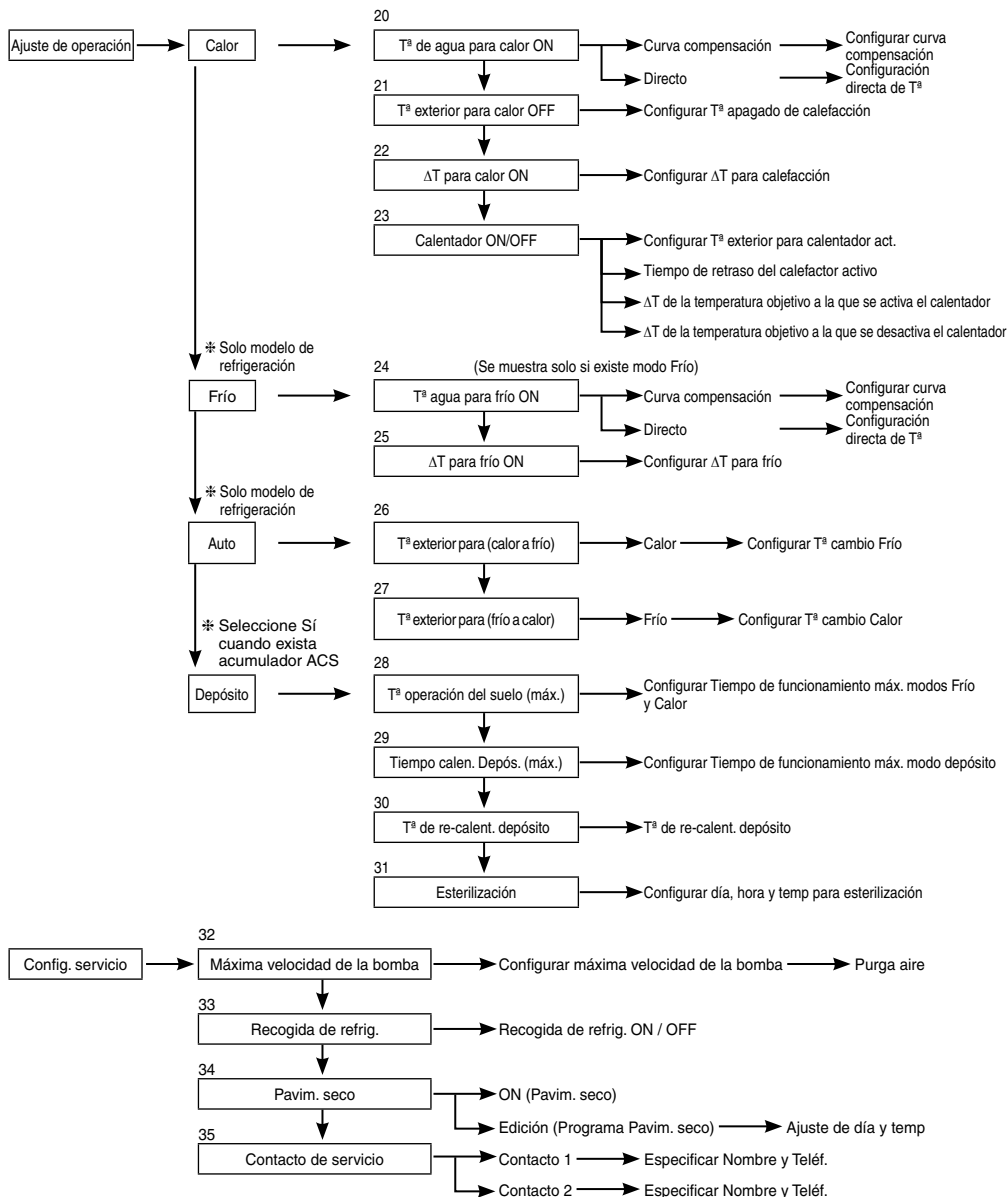 20
Ajuste de operación
Calor
Tª de agua para calor ON
Curva compensación
Configurar curva
compensación
Directo
Configuración
directa de Tª
21
Tª exterior para calor OFF
Configurar Tª apagado de calefacción
22
ΔT para calor ON
Configurar ΔT para calefacción
23
Calentador ON/OFF
Configurar Tª exterior para calentador act.
Tiempo de retraso del calefactor activo
ΔT de la temperatura objetivo a la que se activa el calentador
ΔT de la temperatura objetivo a la que se desactiva el calentador
❉ Solo modelo de
refrigeración
24
(Se muestra solo si existe modo Frío)
Frío
Tª agua para frío ON
Curva compensación
Configurar curva
compensación
Directo
Configuración
directa de Tª
25
ΔT para frío ON
Configurar ΔT para frío
❉ Solo modelo de
refrigeración
26
Auto
Tª exterior para (calor a frío)
Calor
Configurar Tª cambio Frío
27
Tª exterior para (frío a calor)
Frío
Configurar Tª cambio Calor
❉ Seleccione Sí
cuando exista
acumulador ACS
28
Depósito
Tª operación del suelo (máx.)
Configurar Tiempo de funcionamiento máx. modos Frío
y Calor
29
Tiempo calen. Depós. (máx.)
Configurar Tiempo de funcionamiento máx. modo depósito
30
Tª de re-calent. depósito
Tª de re-calent. depósito
31
Esterilización
Configurar día, hora y temp para esterilización
32
Config. servicio
Máxima velocidad de la bomba
Configurar máxima velocidad de la bomba
Purga aire
33
Recogida de refrig.
Recogida de refrig. ON / OFF
34
Pavim. seco
ON (Pavim. seco)
Edición (Programa Pavim. seco)
Ajuste de día y temp
35
Contacto de servicio
Contacto 1
Especificar Nombre y Teléf.
Contacto 2
Especificar Nombre y Teléf.